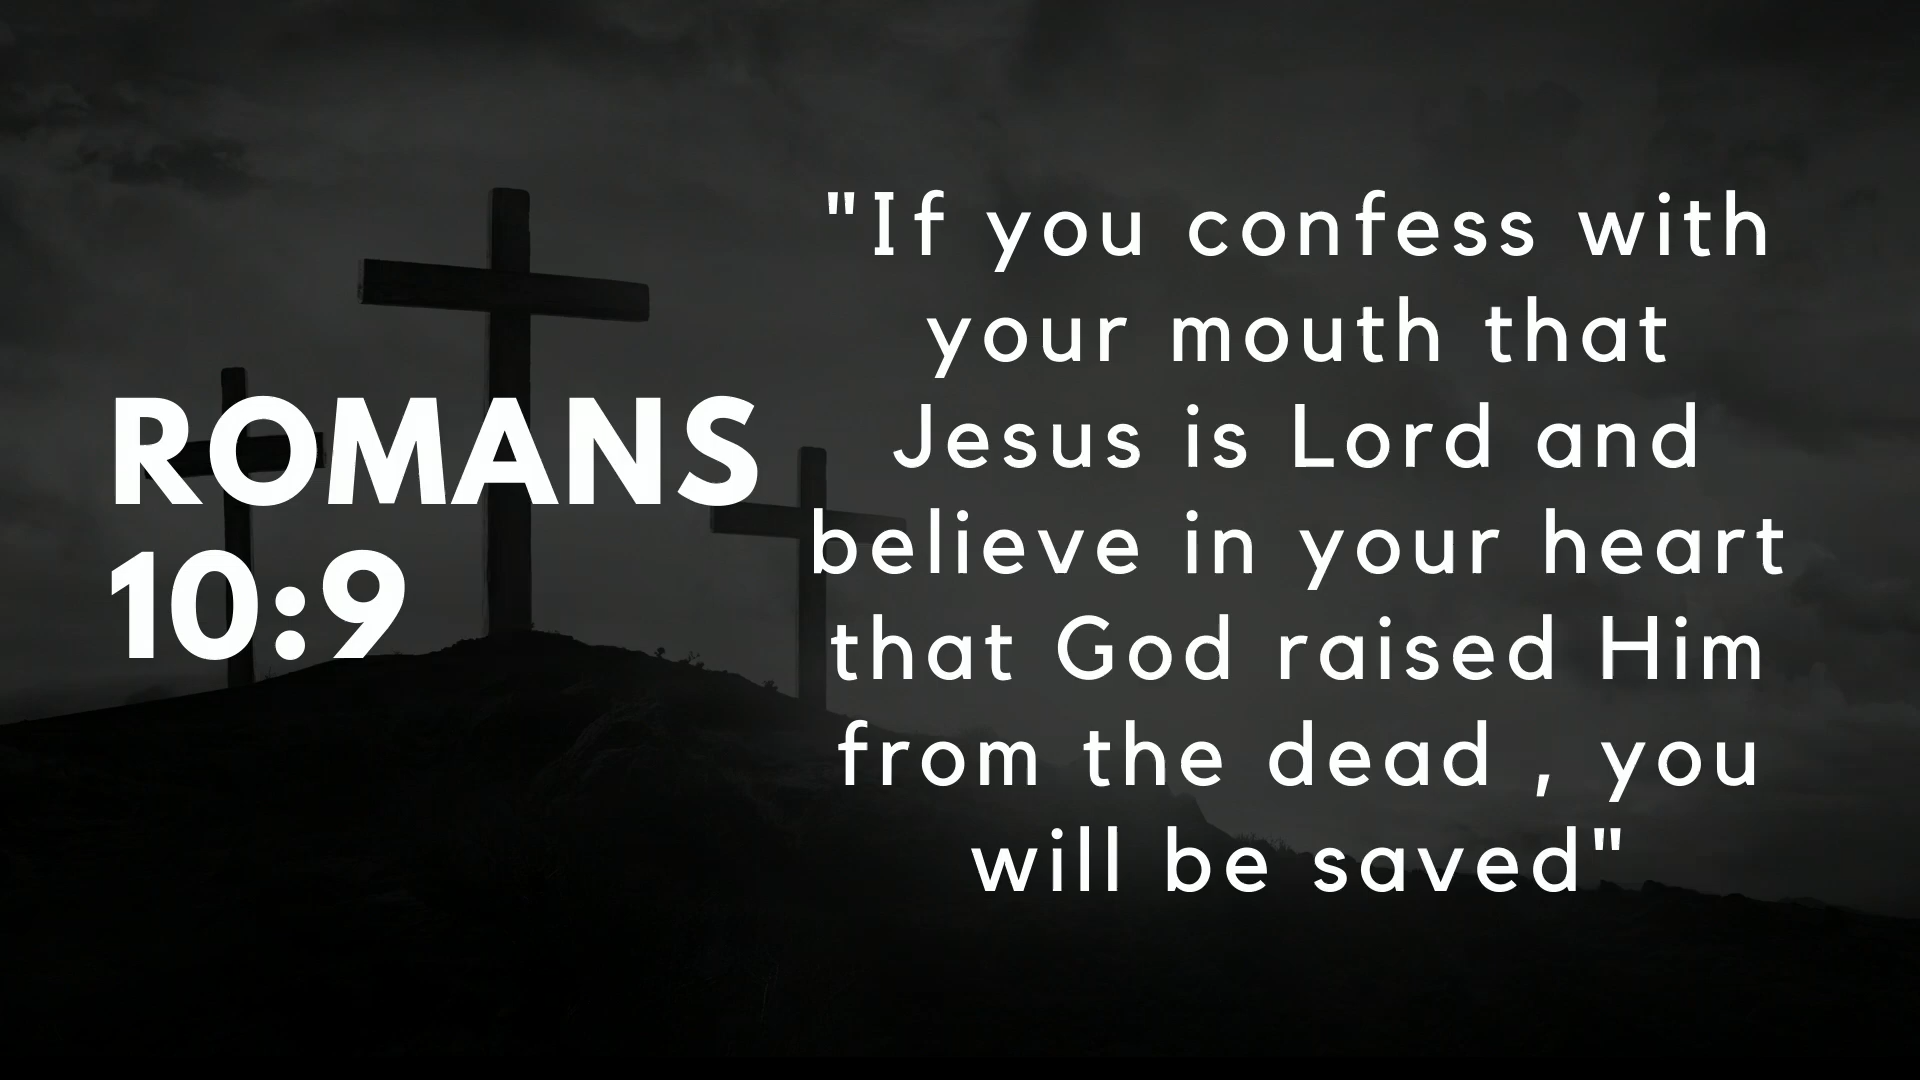 ROMANS
10:9
"If you confess with
your mouth that
Jesus is Lord and
believe in your heart
that God raised Him
from the dead , you
will be saved"